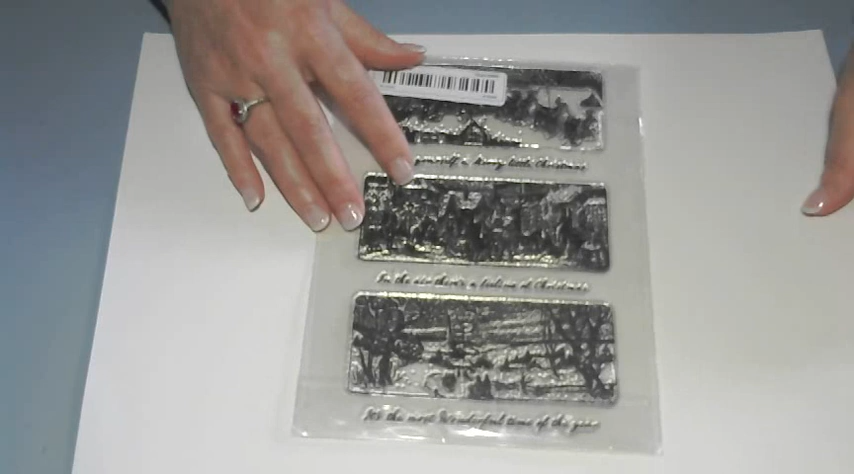 yourself a merry little Christmas
In the air there's a feeling of Christmas
It's the most wonderful time of the year